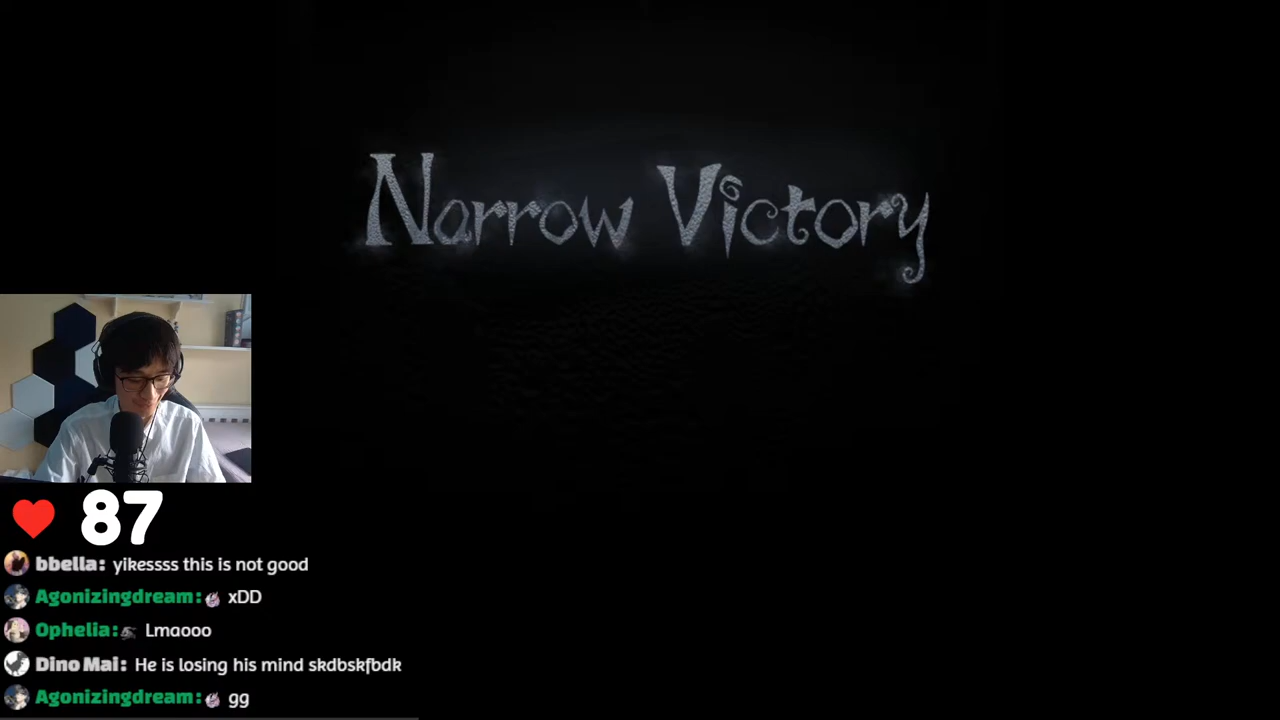 Narrow Victory
87
bbella: yikessss this is not good
Agonizingdream: xDD
Ophelia: Lmaooo
Dino Mai: He is losing his mind skdbskfbdk
Agonizingdream: gg